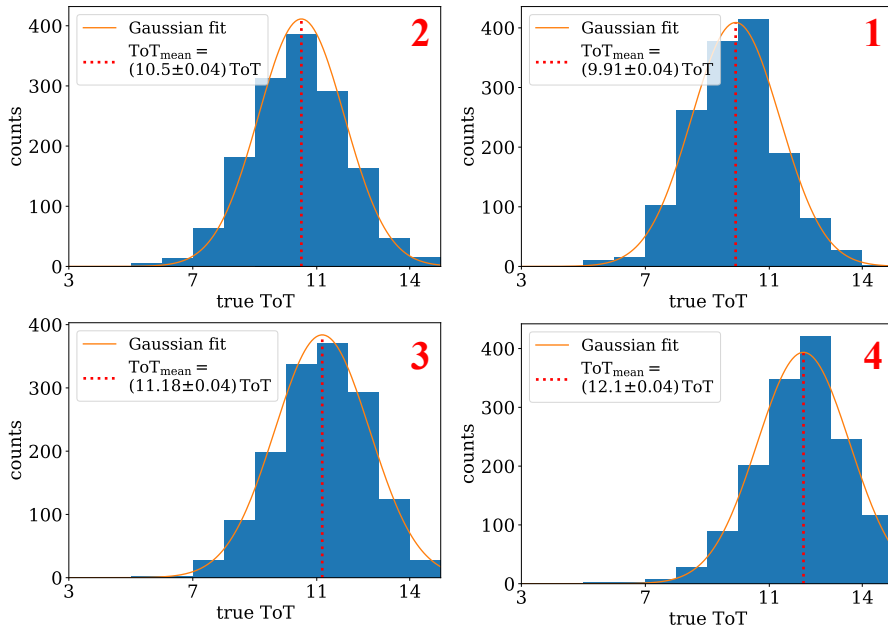 Gaussian fit
ToTmean =
(10.5±0.04) ToT
2
counts
400
300
200
100
0
3
7
11
14
true ToT
Gaussian fit
ToTmean =
(9.91±0.04) ToT
1
counts
400
300
200
100
0
3
7
11
14
true ToT
Gaussian fit
ToTmean =
(11.18±0.04) ToT
3
counts
400
300
200
100
0
3
7
11
14
true ToT
Gaussian fit
ToTmean =
(12.1±0.04) ToT
4
counts
400
300
200
100
0
3
7
11
14
true ToT